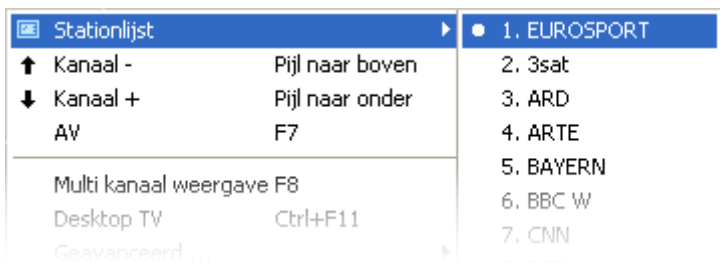 Stationlijst
Kanaal - Pijl naar boven
Kanaal + Pijl naar onder
AV F7
Multi kanaal weergave F8
Desktop TV Ctrl+F11
Geavanceerd ...
1. EUROSPORT
2. 3sat
3. ARD
4. ARTE
5. BAYERN
6. BBC W
7. CNN